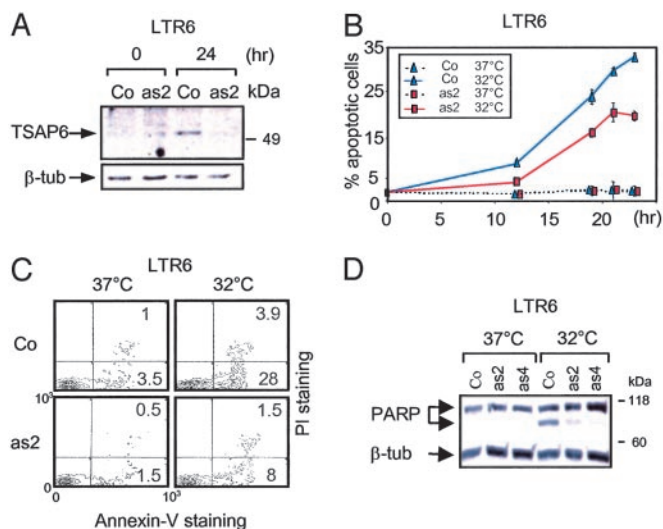 A
LTR6
0 24 (hr)
Co as2 Co as2 kDa
TSAP6
49
β-tub
B
LTR6
Co 37°C
Co 32°C
as2 37°C
as2 32°C
% apoptotic cells
35
25
15
5
0
0 5 10 15 20 (hr)
C
LTR6
37°C 32°C
Co
1 3.9
3.5 28
as2
10³
0.5 1.5
1.5 8
0
0 10³
PI staining
Annexin-V staining
D
LTR6
37°C 32°C
Co as2 as4 Co as2 as4 kDa
118
PARP
60
β-tub